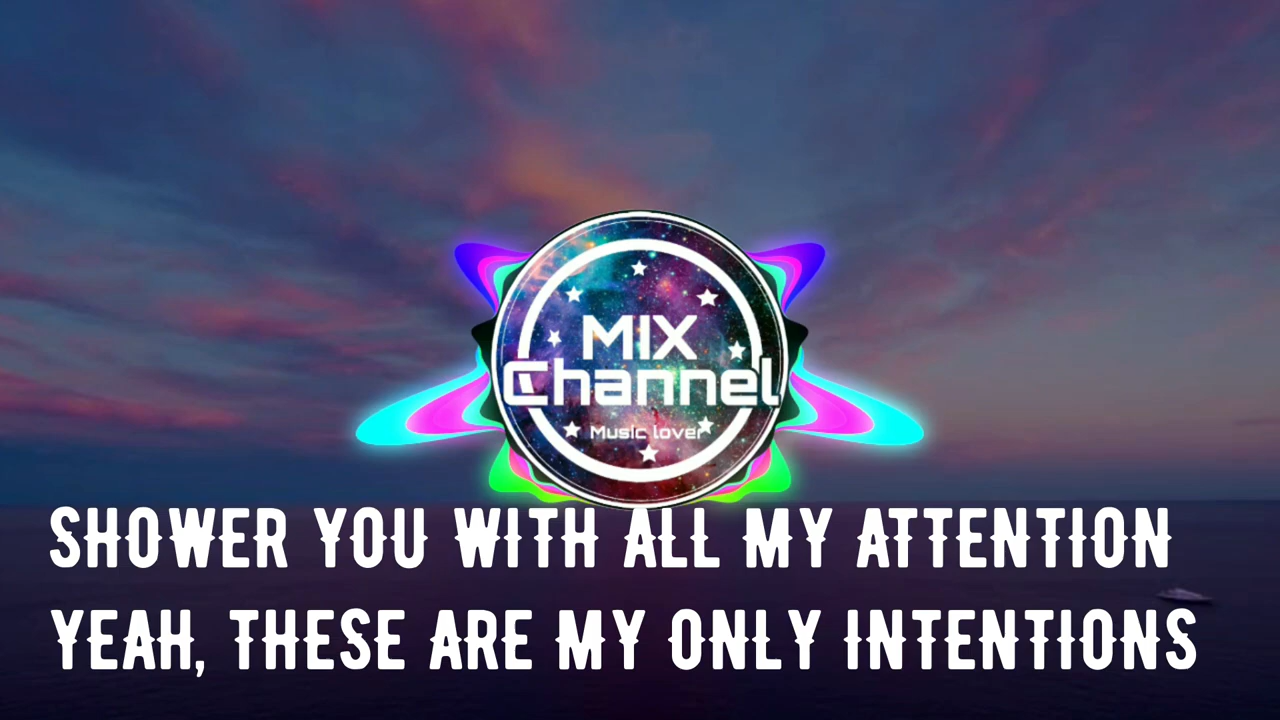 MIX
Channel
Music lover
SHOWER YOU WITH ALL MY ATTENTION
YEAH, THESE ARE MY ONLY INTENTIONS